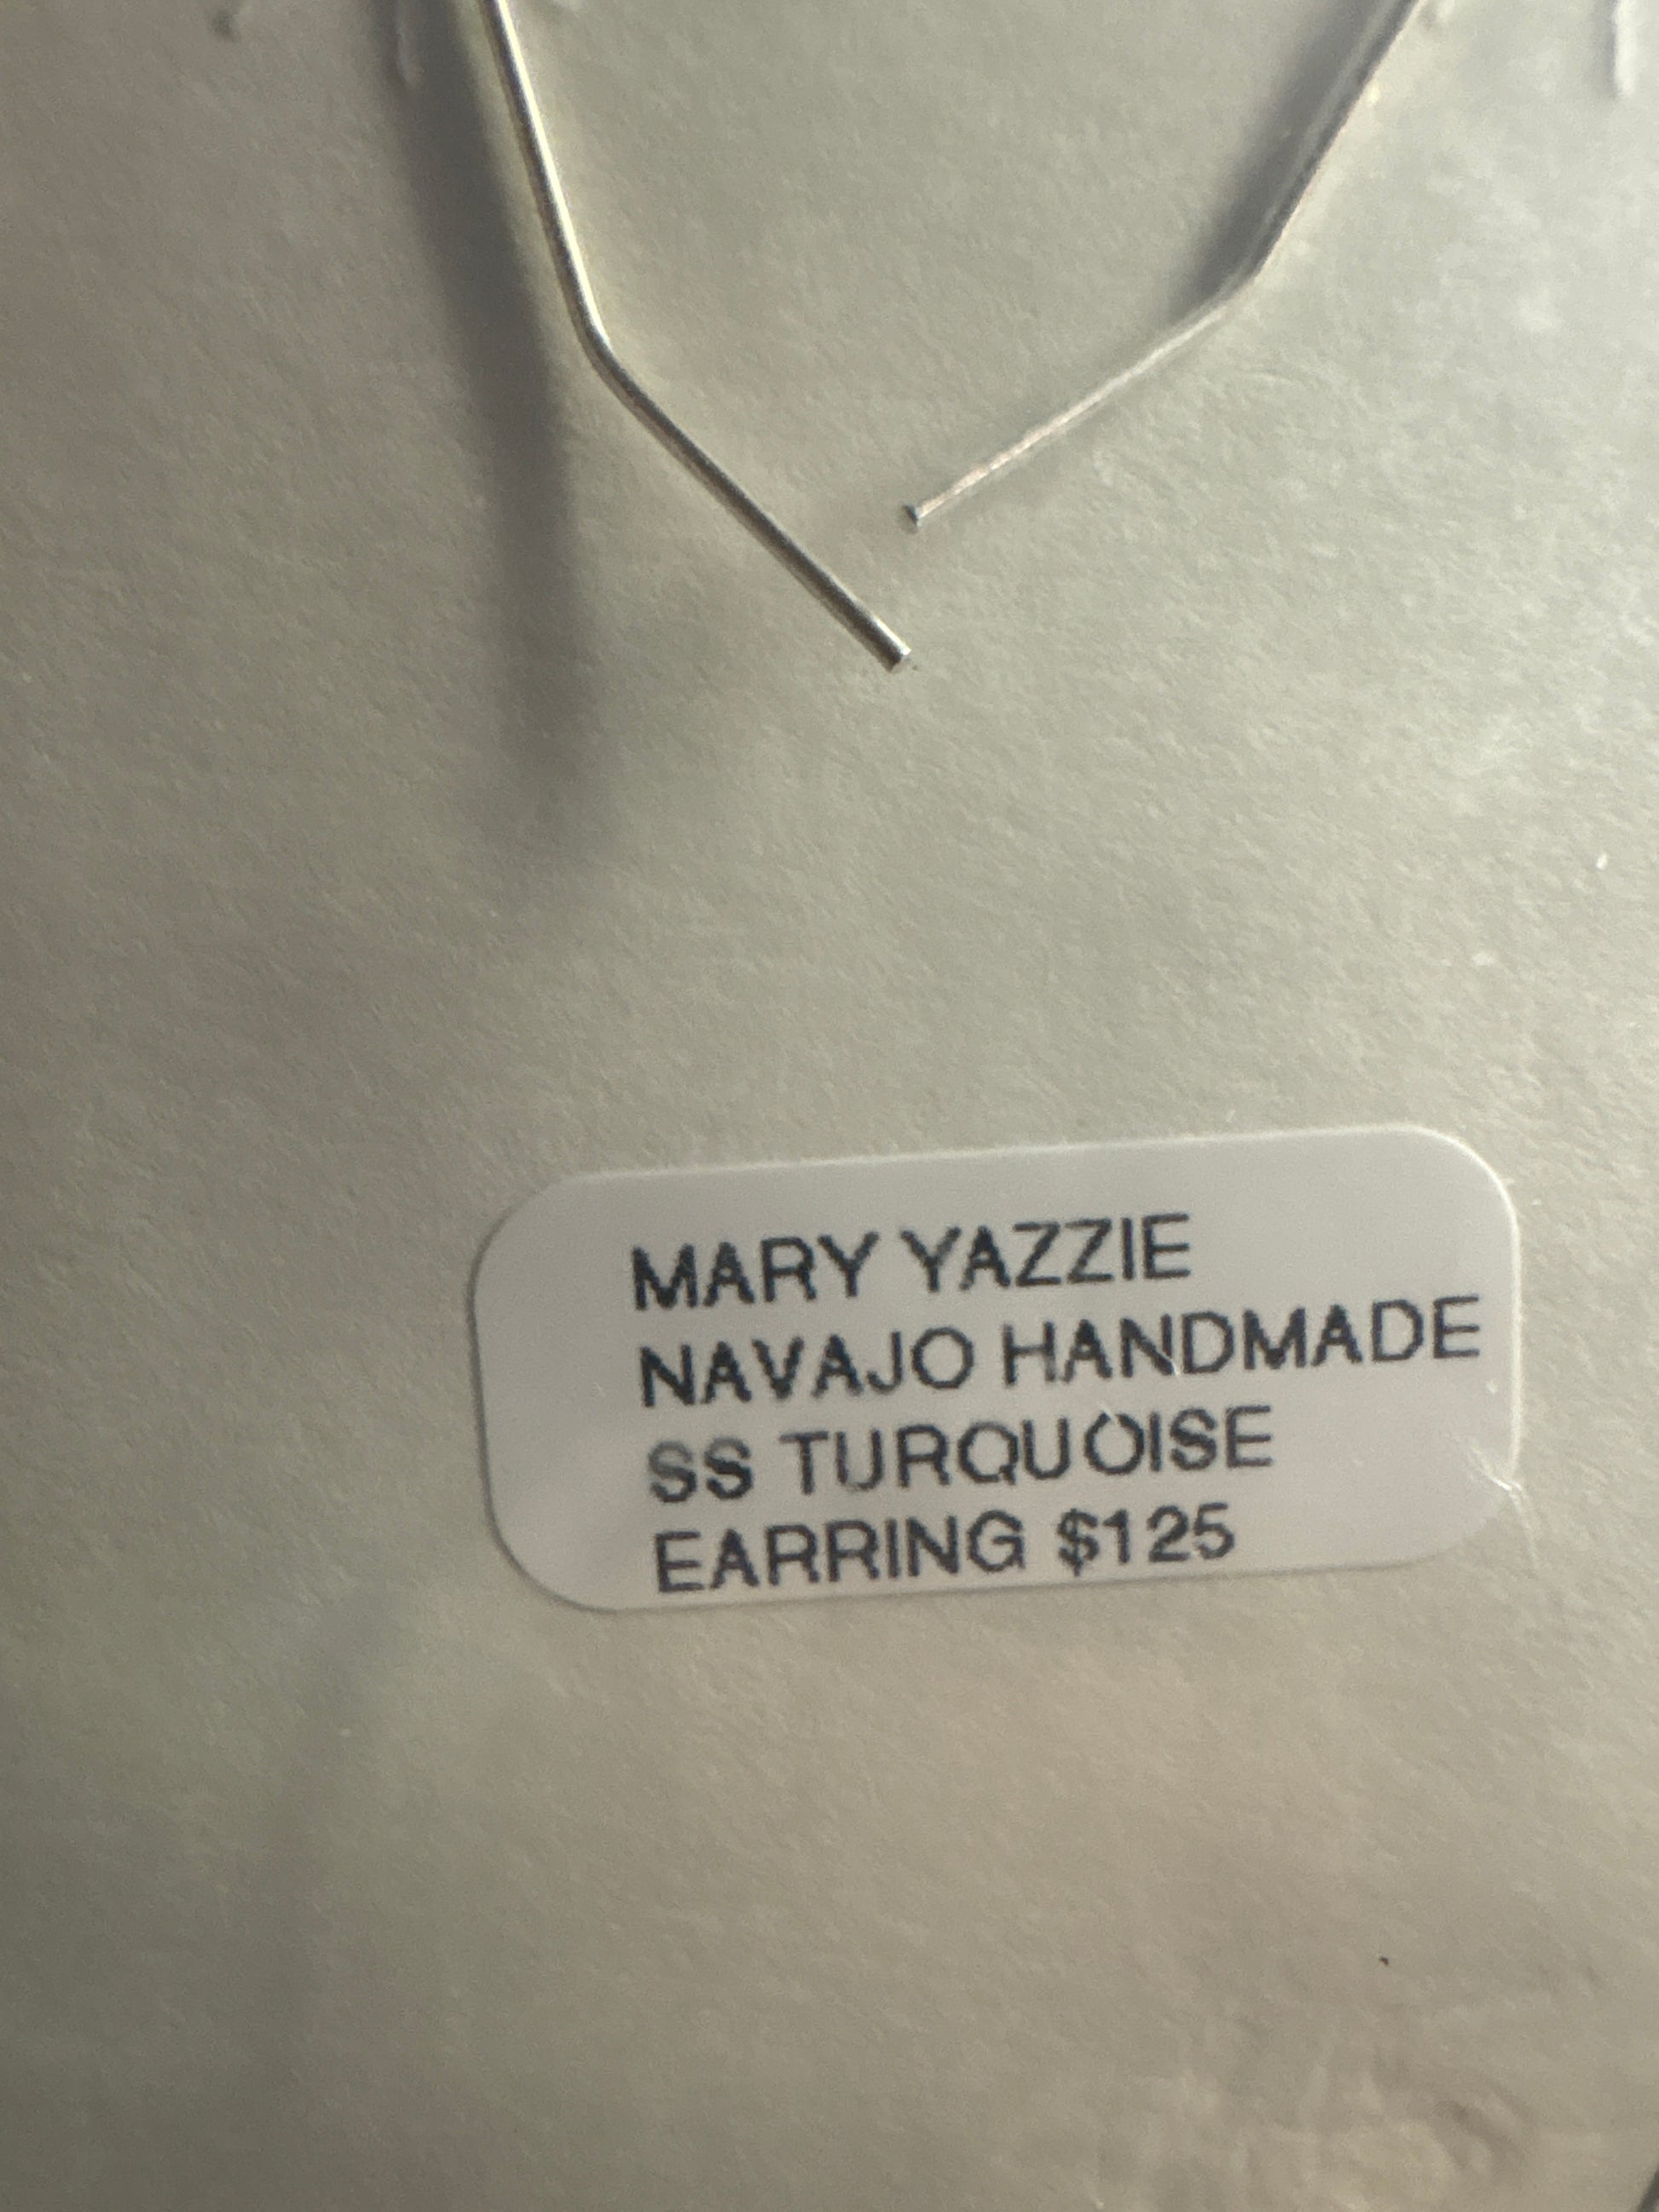 MARY YAZZIE
NAVAJO HANDMADE
SS TURQUOISE
EARRING $125